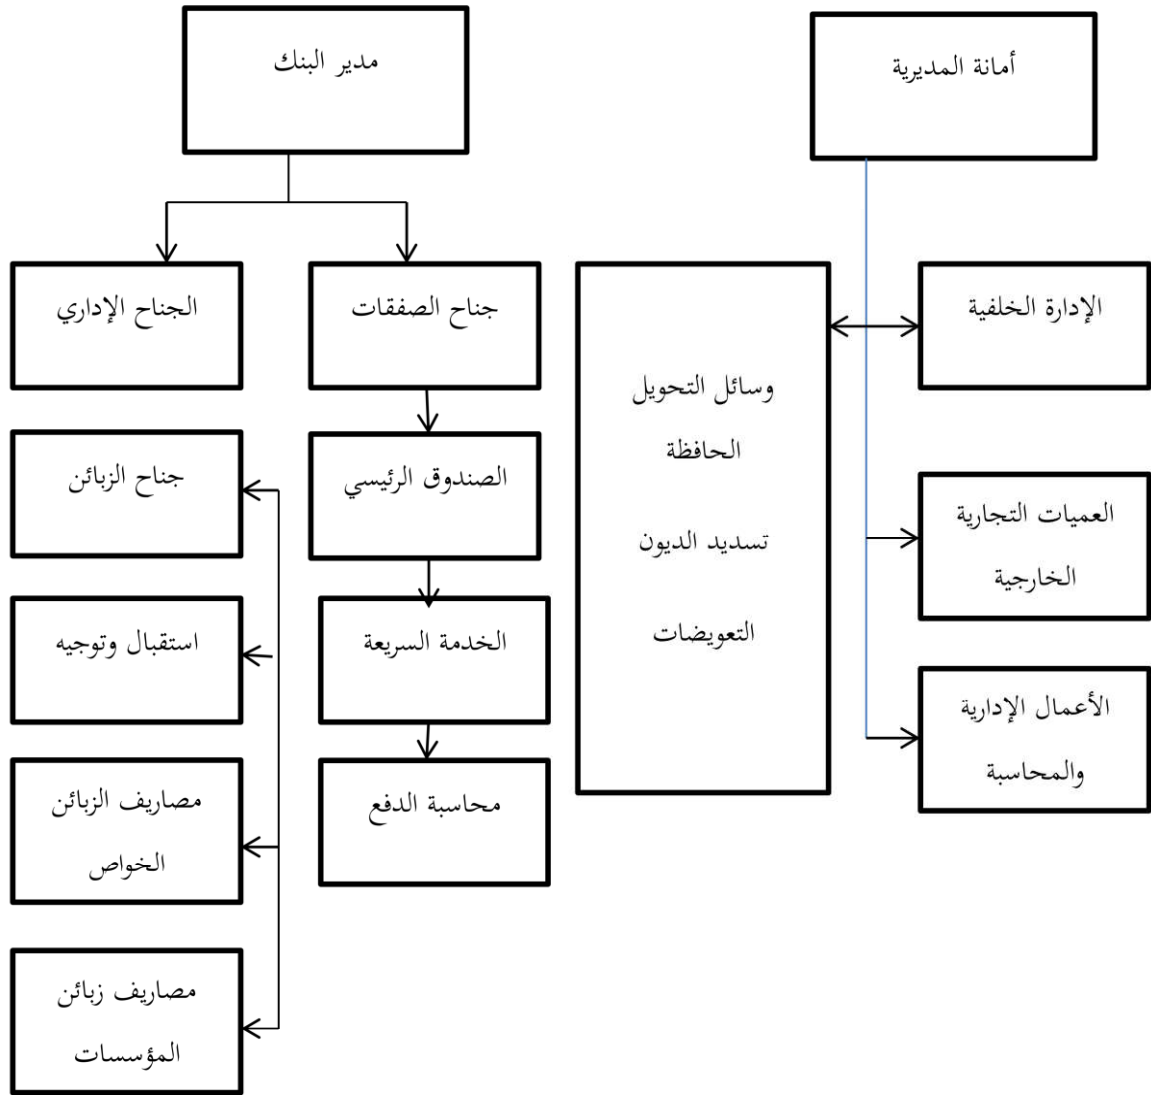 أمانة المديرية
مدير البنك
الإدارة الخلفية
وسائل التحويل
الحافظة
تسديد الديون
التعويضات
جناح الصفقات
الجناح الإداري
العميات التجارية
الخارجية
الصندوق الرئيسي
جناح الزبائن
الأعمال الإدارية
والمحاسبة
الخدمة السريعة
استقبال وتوجيه
محاسبة الدفع
مصاريف الزبائن
الخواص
مصاريف زبائن
المؤسسات